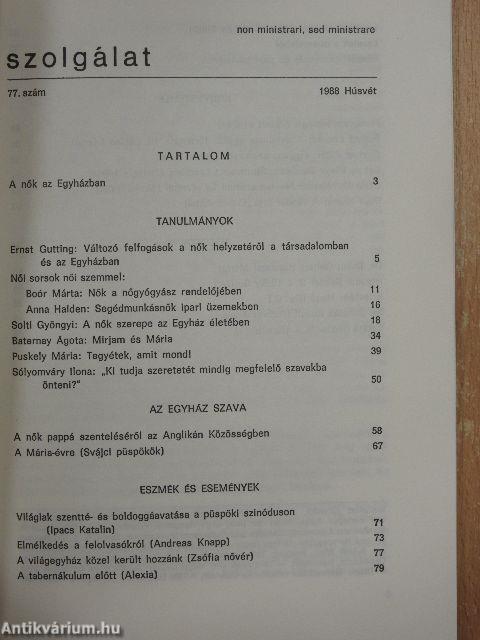 non ministrari, sed ministrare
szolgálat
77. szám 1988 Húsvét
TARTALOM
A nők az Egyházban 3
TANULMÁNYOK
Ernst Gutting: Változó felfogások a nők helyzetéről a társadalomban
és az Egyházban 5
Női sorsok női szemmel:
Boór Márta: Nők a nőgyógyász rendelőjében 11
Anna Halden: Segédmunkásnők ipari üzemekben 16
Solti Gyöngyi: A nők szerepe az Egyház életében 18
Batarnay Ágota: Mirjam és Mária 34
Puskely Mária: Tegyétek, amit mond! 39
Sólyomváry Ilona: „Ki tudja szeretetét mindig megfelelő szavakba
önteni?” 50
AZ EGYHÁZ SZAVA
A nők pappá szenteléséről az Anglikán Közösségben 58
A Mária-évre (Svájci püspökök) 67
ESZMÉK ÉS ESEMÉNYEK
Világiak szentté- és boldoggáavatása a püspöki szinóduson
(Ipacs Katalin) 71
Elmélkedés a felolvasókról (Andreas Knapp) 73
A világegyház közel került hozzánk (Zsófia nővér) 77
A tabernákulum előtt (Alexia) 79
Antikvárium.hu